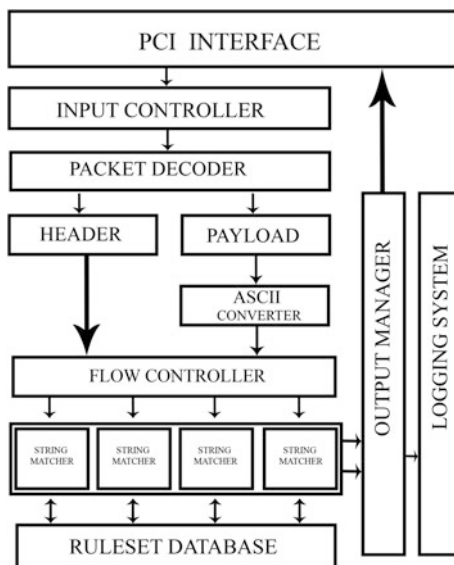 PCI INTERFACE
INPUT CONTROLLER
PACKET DECODER
HEADER
PAYLOAD
ASCII
CONVERTER
FLOW CONTROLLER
STRING
MATCHER
STRING
MATCHER
STRING
MATCHER
STRING
MATCHER
RULESET DATABASE
OUTPUT MANAGER
LOGGING SYSTEM